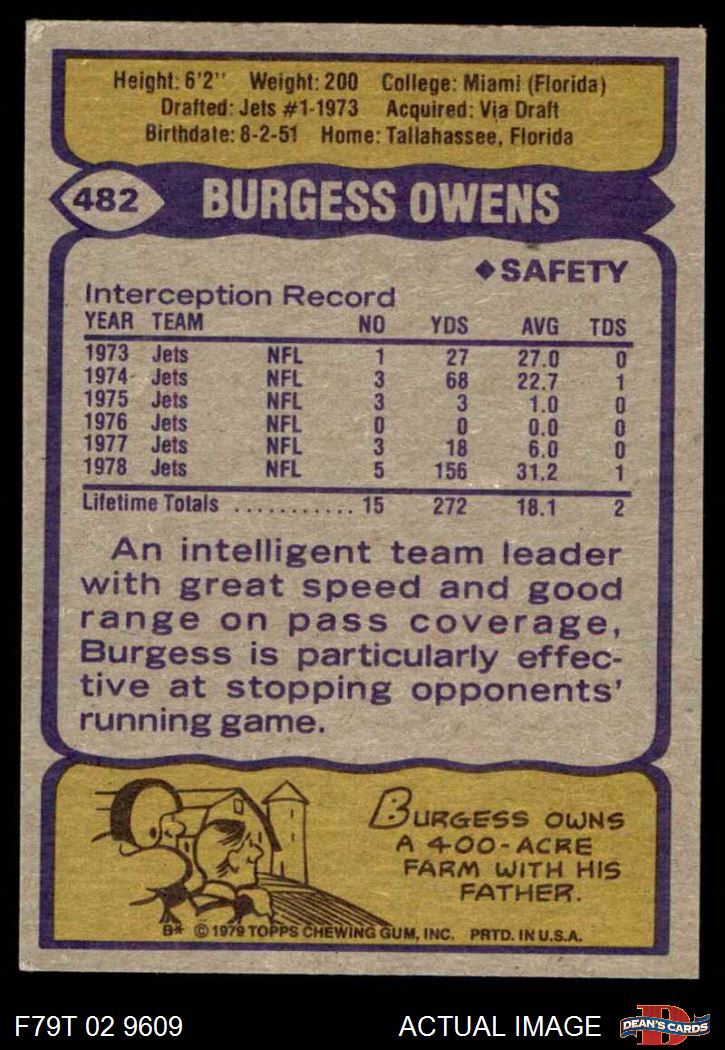 Height: 6'2" Weight: 200 College: Miami (Florida)
Drafted: Jets #1-1973 Acquired: Via Draft
Birthdate: 8-2-51 Home: Tallahassee, Florida
482 BURGESS OWENS
◆SAFETY
Interception Record
YEAR TEAM NO YDS AVG TDS
1973 Jets NFL 1 27 27.0 0
1974 Jets NFL 3 68 22.7 1
1975 Jets NFL 3 3 1.0 0
1976 Jets NFL 0 0 0.0 0
1977 Jets NFL 3 18 6.0 0
1978 Jets NFL 5 156 31.2 1
Lifetime Totals ........... 15 272 18.1 2
An intelligent team leader
with great speed and good
range on pass coverage,
Burgess is particularly effec-
tive at stopping opponents'
running game.
BURGESS OWNS
A 400-ACRE
FARM WITH HIS
FATHER.
B* © 1979 TOPPS CHEWING GUM, INC. PRTD. IN U.S.A.
F79T 02 9609 ACTUAL IMAGE
D
DEAN'S CARDS